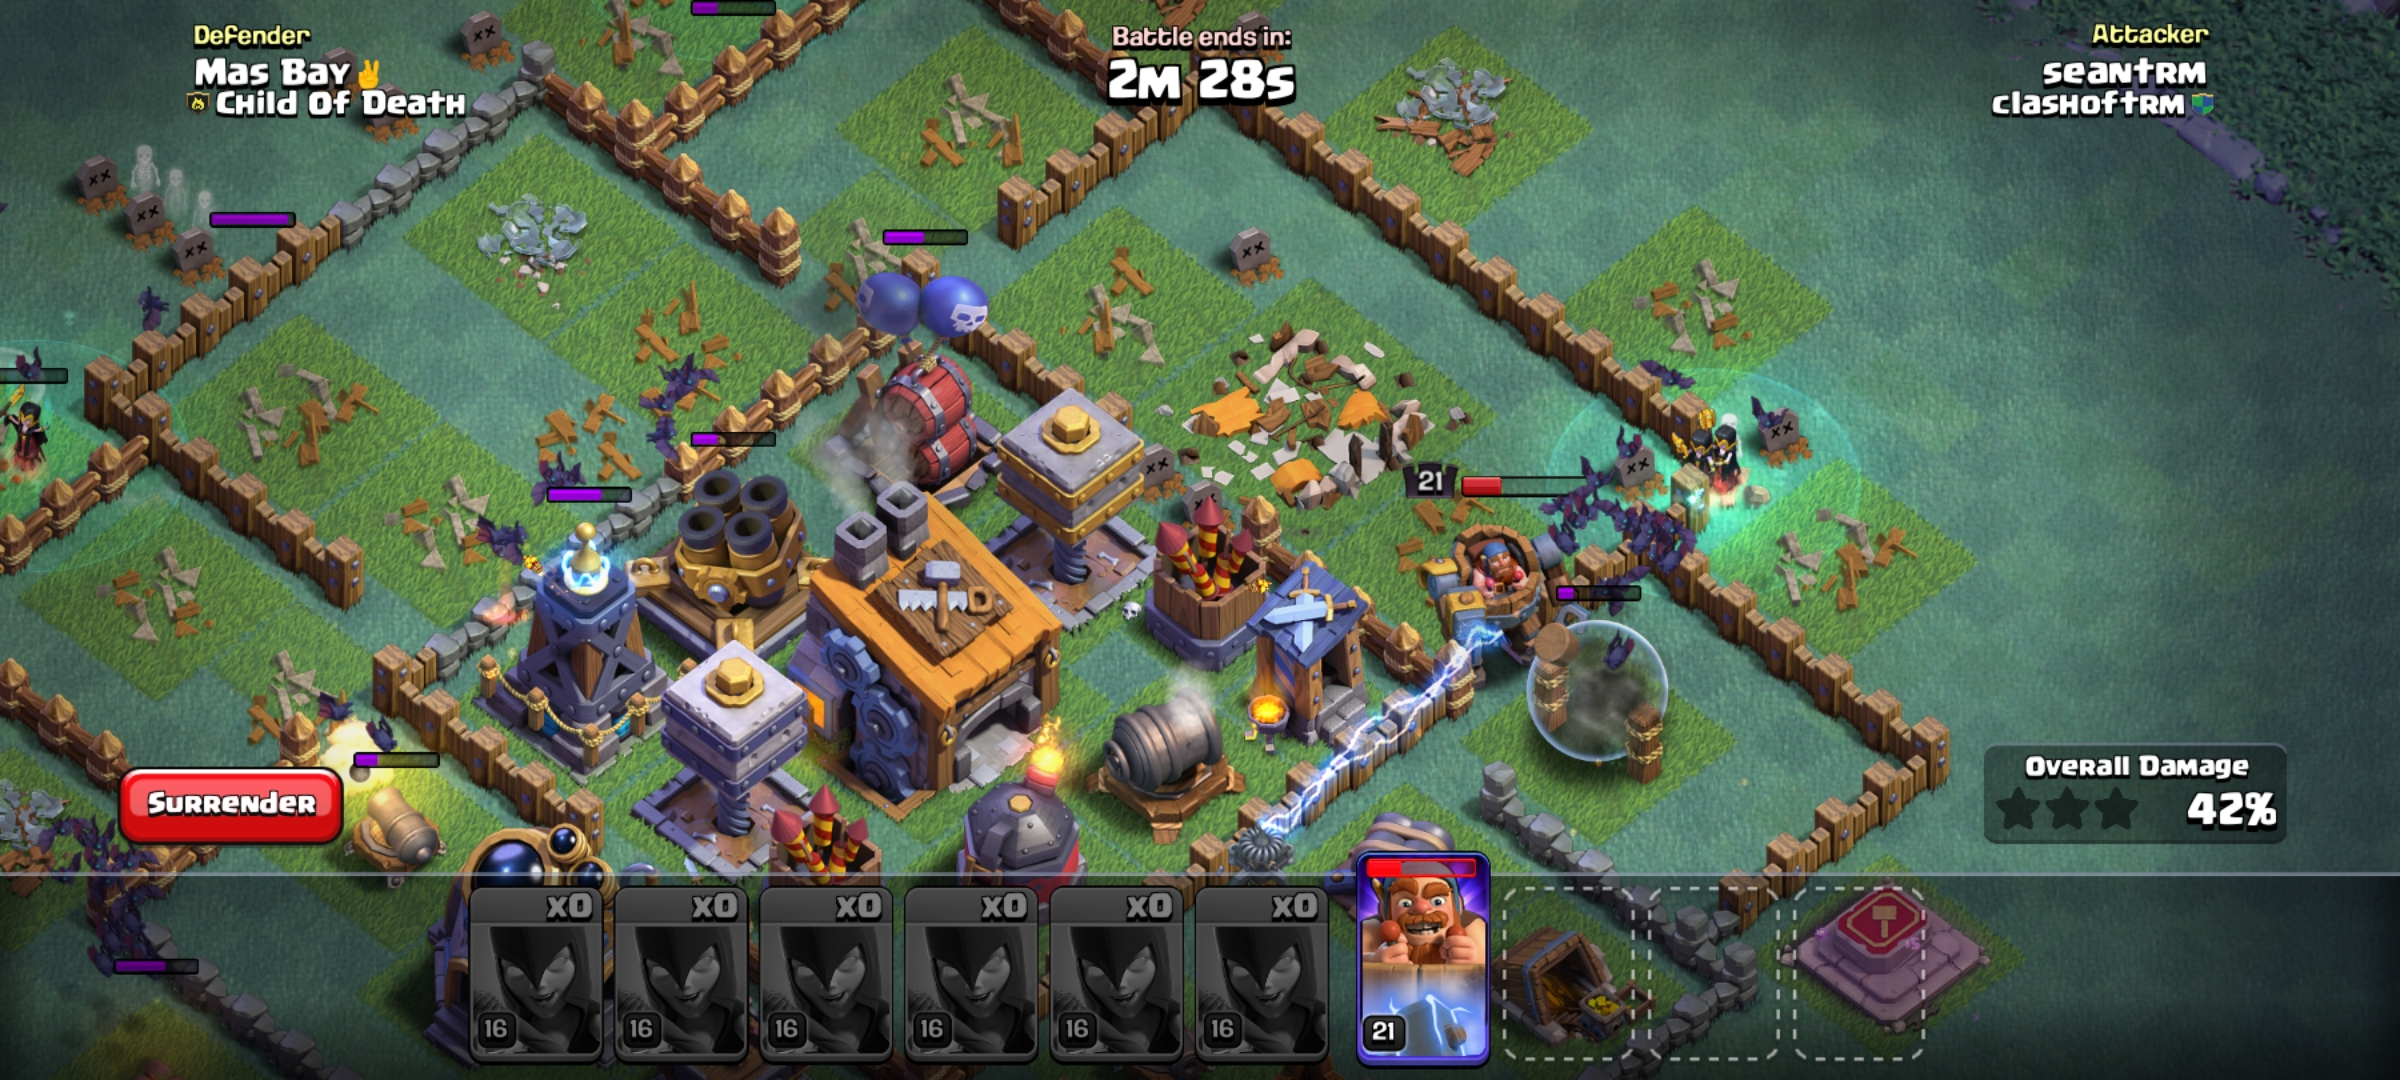 Defender
Mas Bay✌
Child Of Death
Battle ends in:
2M 28s
Attacker
seantRM
clashoftRM
21
Surrender
Overall Damage
42%
x0
x0
x0
x0
x0
x0
16
16
16
16
16
16
21